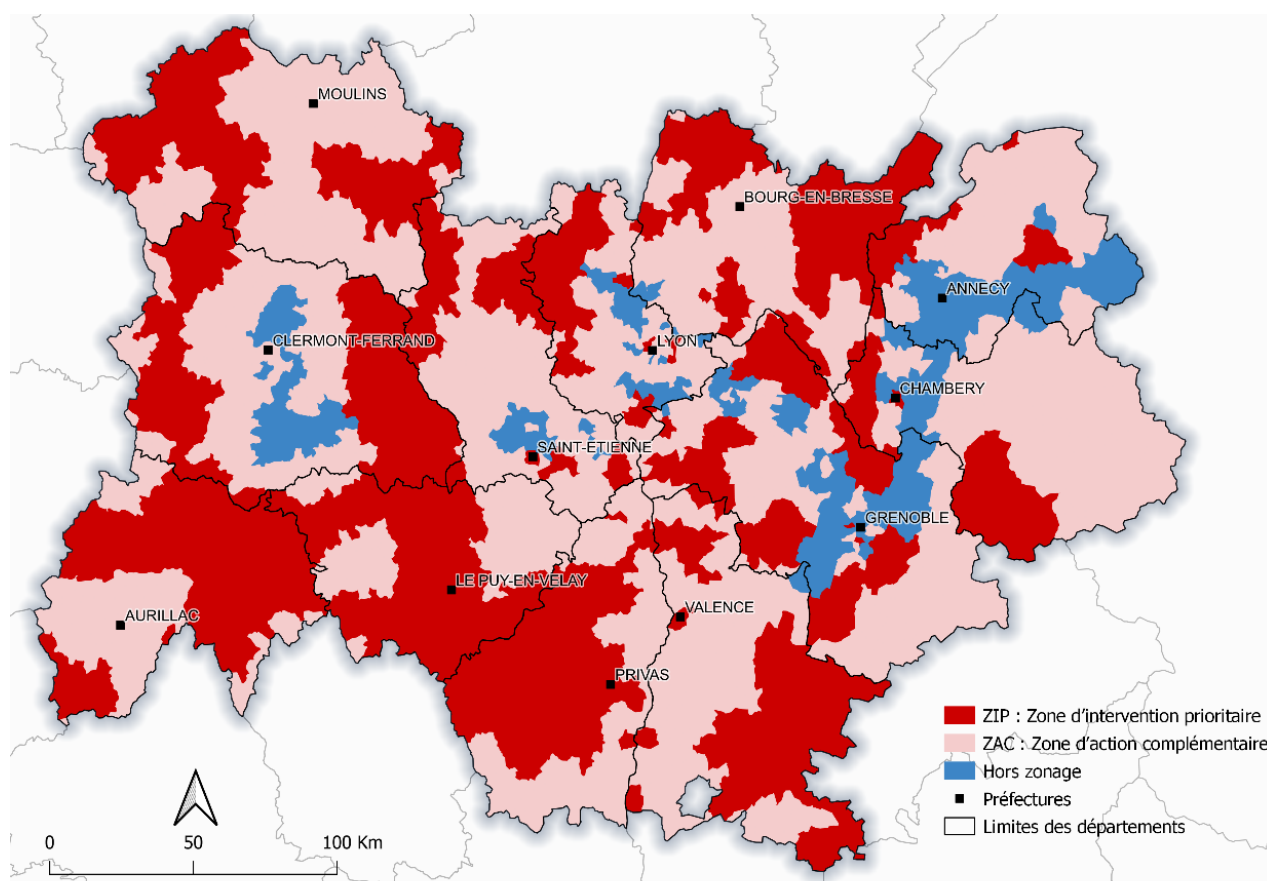 MOULINS
BOURG-EN-BRESSE
ANNECY
CLERMONT-FERRAND
LYON
CHAMBERY
SAINT-ETIENNE
GRENOBLE
LE PUY-EN-VELAY
AURILLAC
VALENCE
PRIVAS
ZIP : Zone d'intervention prioritaire
ZAC : Zone d'action complémentaire
Hors zonage
Préfectures
Limites des départements
0 50 100 Km